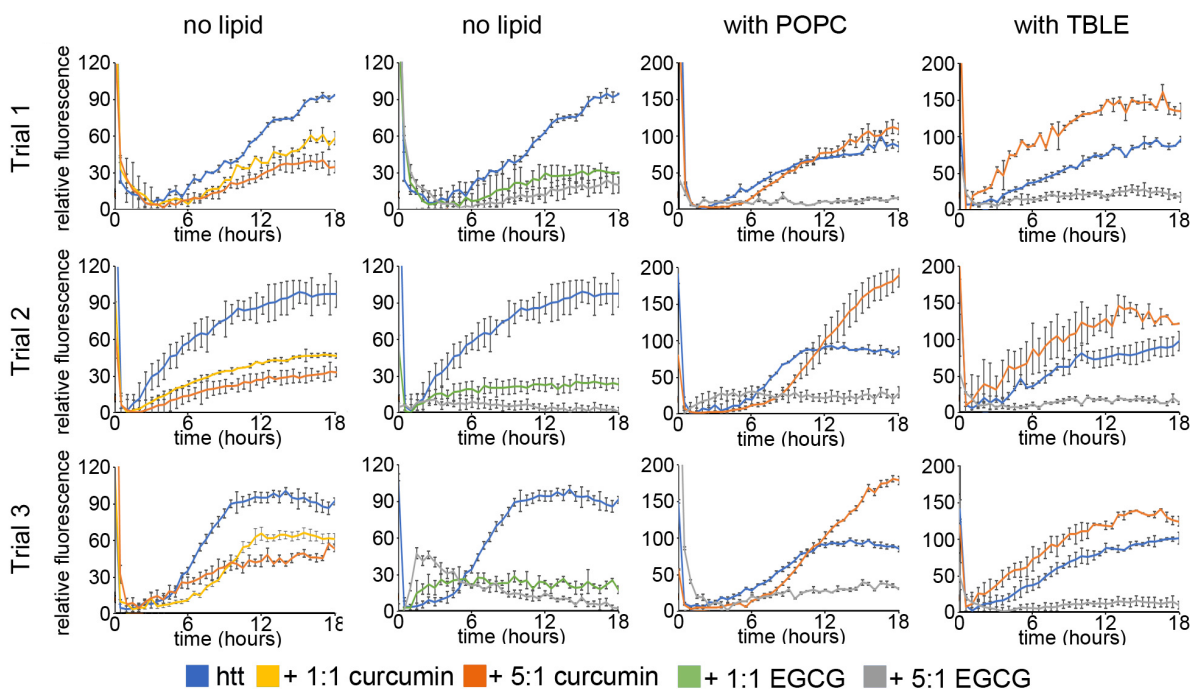 no lipid no lipid with POPC with TBLE
Trial 1
relative fluorescence
120 120 200 200
90 90 150 150
60 60 100 100
30 30 50 50
0 0 0 0
0 6 12 18 0 6 12 18 0 6 12 18 0 6 12 18
time (hours) time (hours) time (hours) time (hours)
Trial 2
relative fluorescence
120 120 200 200
90 90 150 150
60 60 100 100
30 30 50 50
0 0 0 0
0 6 12 18 0 6 12 18 0 6 12 18 0 6 12 18
time (hours) time (hours) time (hours) time (hours)
Trial 3
relative fluorescence
120 120 200 200
90 90 150 150
60 60 100 100
30 30 50 50
0 0 0 0
0 6 12 18 0 6 12 18 0 6 12 18 0 6 12 18
time (hours) time (hours) time (hours) time (hours)
htt + 1:1 curcumin + 5:1 curcumin + 1:1 EGCG + 5:1 EGCG